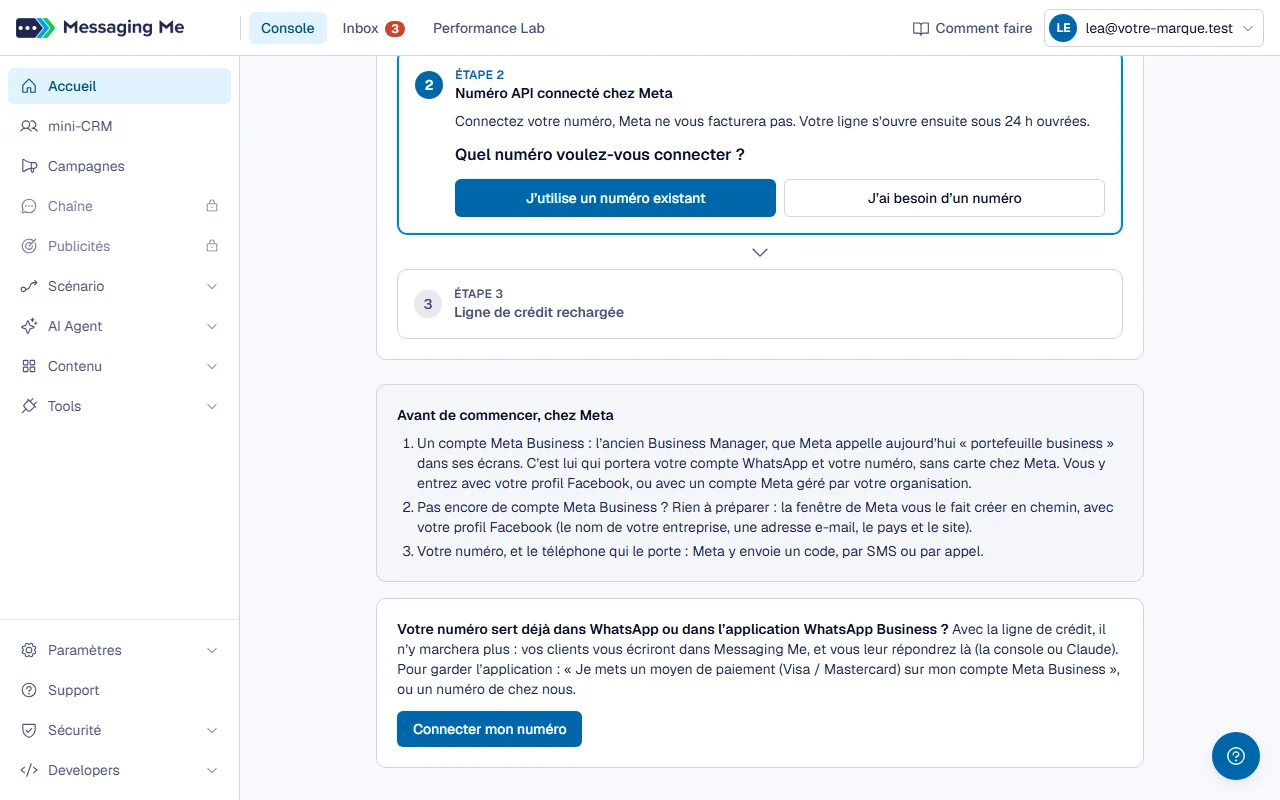 Messaging Me
Console
Inbox 3
Performance Lab
Comment faire
LE lea@votre-marque.test
Accueil
mini-CRM
Campagnes
Chaîne
Publicités
Scénario
AI Agent
Contenu
Tools
Paramètres
Support
Sécurité
Developers
2
ÉTAPE 2
Numéro API connecté chez Meta
Connectez votre numéro, Meta ne vous facturera pas. Votre ligne s’ouvre ensuite sous 24 h ouvrées.
Quel numéro voulez-vous connecter ?
J’utilise un numéro existant
J’ai besoin d’un numéro
3
ÉTAPE 3
Ligne de crédit rechargée
Avant de commencer, chez Meta
1. Un compte Meta Business : l’ancien Business Manager, que Meta appelle aujourd’hui « portefeuille business »
dans ses écrans. C’est lui qui portera votre compte WhatsApp et votre numéro, sans carte chez Meta. Vous y
entrez avec votre profil Facebook, ou avec un compte Meta géré par votre organisation.
2. Pas encore de compte Meta Business ? Rien à préparer : la fenêtre de Meta vous le fait créer en chemin, avec
votre profil Facebook (le nom de votre entreprise, une adresse e-mail, le pays et le site).
3. Votre numéro, et le téléphone qui le porte : Meta y envoie un code, par SMS ou par appel.
Votre numéro sert déjà dans WhatsApp ou dans l’application WhatsApp Business ? Avec la ligne de crédit, il
n’y marchera plus : vos clients vous écriront dans Messaging Me, et vous leur répondrez là (la console ou Claude).
Pour garder l’application : « Je mets un moyen de paiement (Visa / Mastercard) sur mon compte Meta Business »,
ou un numéro de chez nous.
Connecter mon numéro